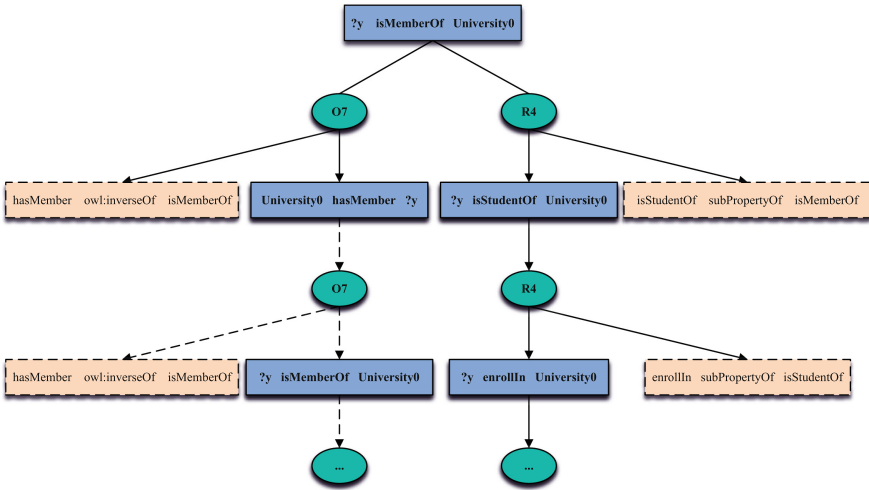 ?y isMemberOf University0
O7
R4
hasMember owl:inverseOf isMemberOf
University0 hasMember ?y
?y isStudentOf University0
isStudentOf subPropertyOf isMemberOf
O7
R4
hasMember owl:inverseOf isMemberOf
?y isMemberOf University0
?y enrollIn University0
enrollIn subPropertyOf isStudentOf
...
...